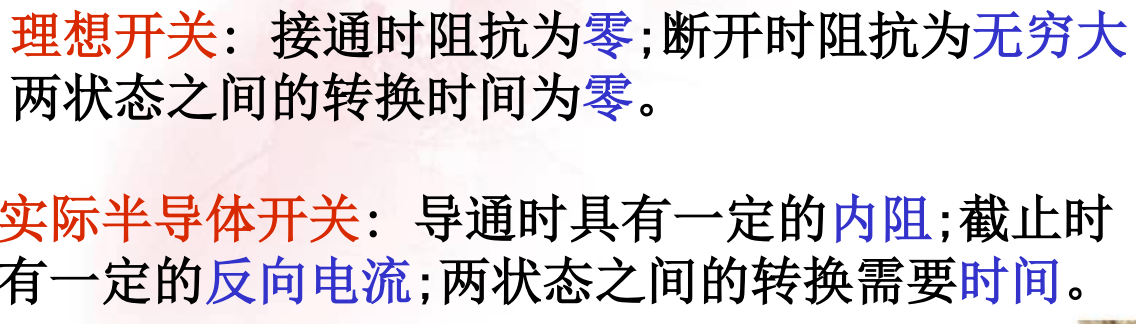 理想开关：接通时阻抗为零;断开时阻抗为无穷大
两状态之间的转换时间为零。
实际半导体开关：导通时具有一定的内阻;截止时
有一定的反向电流;两状态之间的转换需要时间。